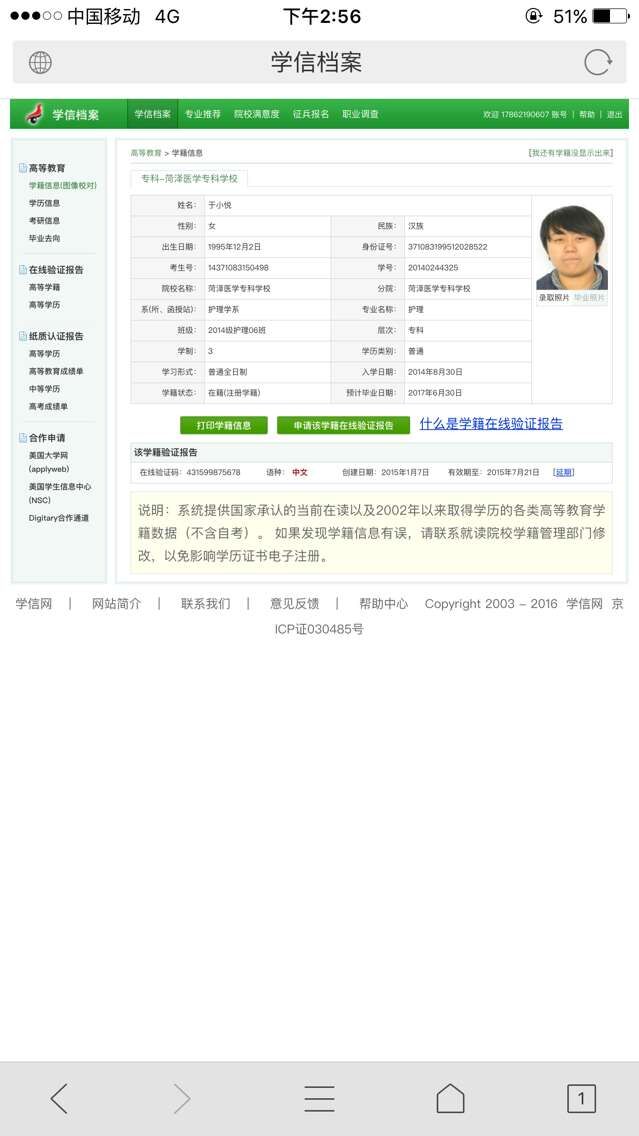 中国移动 4G 下午2:56 51%
学信档案
学信档案 学信档案 专业推荐 院校满意度 征兵报名 职业调查 欢迎 17862190607 账号 | 帮助 | 退出
高等教育
学籍信息(图像校对)
学历信息
考研信息
毕业去向
在线验证报告
高等学籍
高等学历
纸质认证报告
高等学历
高等教育成绩单
中等学历
高考成绩单
合作申请
美国大学网
(applyweb)
美国学生信息中心
(NSC)
Digitary合作通道
高等教育 > 学籍信息 [我还有学籍没显示出来]
专科-菏泽医学专科学校
姓名: 于小悦
性别: 女 民族: 汉族
出生日期: 1995年12月2日 身份证号: 371083199512028522
考生号: 14371083150498 学号: 20140244325
院校名称: 菏泽医学专科学校 分院: 菏泽医学专科学校
系(所、函授站): 护理学系 专业名称: 护理
班级: 2014级护理06班 层次: 专科
学制: 3 学历类别: 普通
学习形式: 普通全日制 入学日期: 2014年8月30日
学籍状态: 在籍(注册学籍) 预计毕业日期: 2017年6月30日
录取照片 毕业照片
打印学籍信息 申请该学籍在线验证报告 什么是学籍在线验证报告
该学籍验证报告
在线验证码: 431599875678 语种: 中文 创建日期: 2015年1月7日 有效期至: 2015年7月21日 [延期]
说明：系统提供国家承认的当前在读以及2002年以来取得学历的各类高等教育学
籍数据（不含自考）。 如果发现学籍信息有误，请联系就读院校学籍管理部门修
改，以免影响学历证书电子注册。
学信网 | 网站简介 | 联系我们 | 意见反馈 | 帮助中心 Copyright 2003 – 2016 学信网 京
ICP证030485号
1